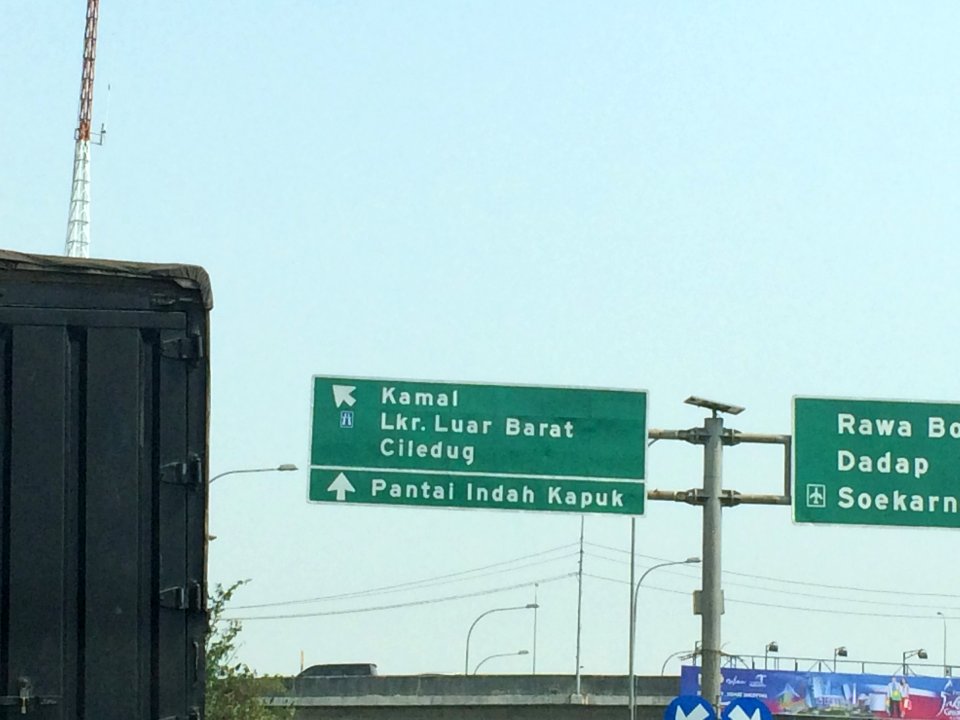 Kamal
Lkr. Luar Barat
Ciledug
Pantai Indah Kapuk
Rawa Bo
Dadap
Soekarn